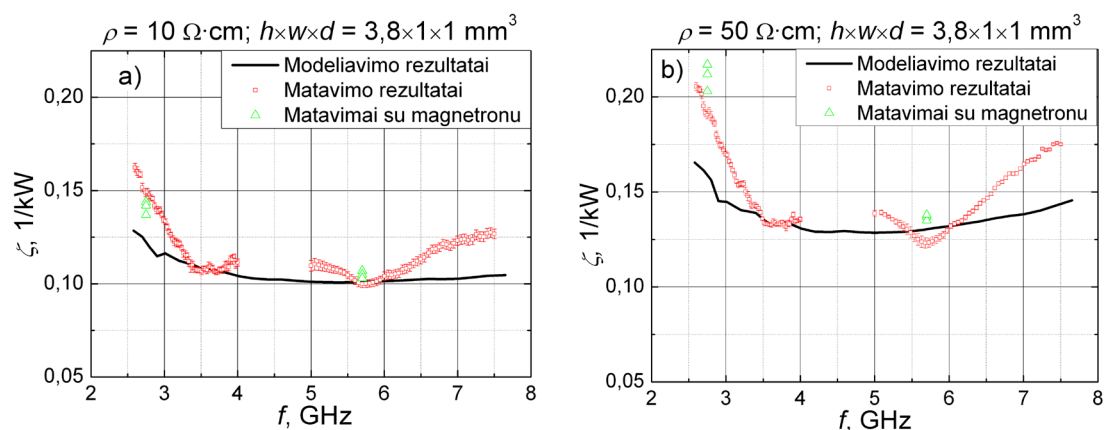 ρ = 10 Ω·cm; h×w×d = 3,8×1×1 mm³
a)
Modeliavimo rezultatai
Matavimo rezultatai
Matavimai su magnetronu
0,20
0,15
0,10
0,05
ζ, 1/kW
2 3 4 5 6 7 8
f, GHz
ρ = 50 Ω·cm; h×w×d = 3,8×1×1 mm³
b)
Modeliavimo rezultatai
Matavimo rezultatai
Matavimai su magnetronu
0,20
0,15
0,10
0,05
ζ, 1/kW
2 3 4 5 6 7 8
f, GHz